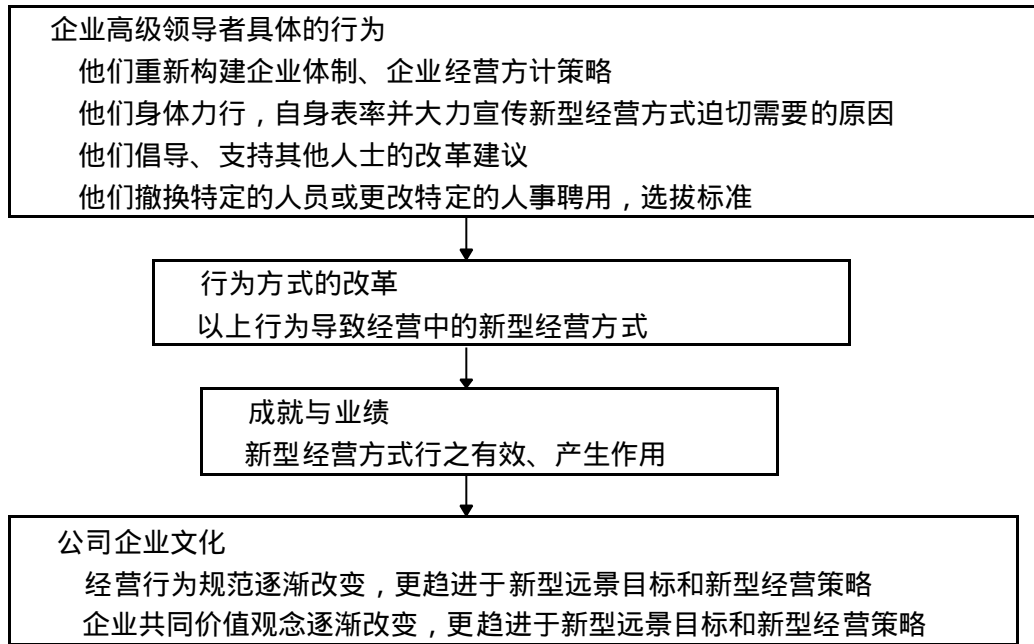 企业高级领导者具体的行为
他们重新构建企业体制、企业经营方计策略
他们身体力行，自身表率并大力宣传新型经营方式迫切需要的原因
他们倡导、支持其他人士的改革建议
他们撤换特定的人员或更改特定的人事聘用，选拔标准
行为方式的改革
以上行为导致经营中的新型经营方式
成就与业绩
新型经营方式行之有效、产生作用
公司企业文化
经营行为规范逐渐改变，更趋进于新型远景目标和新型经营策略
企业共同价值观念逐渐改变，更趋进于新型远景目标和新型经营策略